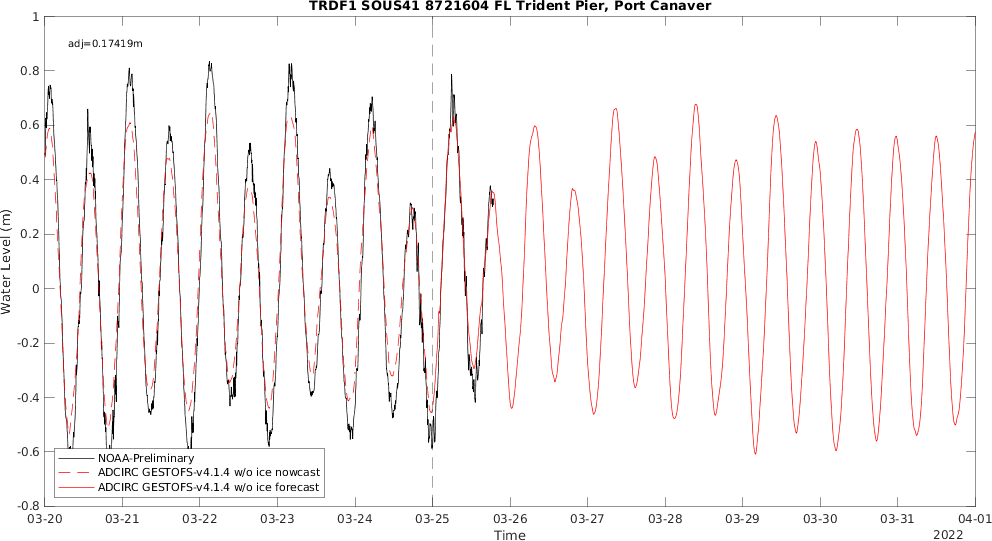 TRDF1 SOUS41 8721604 FL Trident Pier, Port Canaver
adj=0.17419m
1
0.8
0.6
0.4
0.2
0
-0.2
-0.4
-0.6
-0.8
Water Level (m)
NOAA-Preliminary
ADCIRC GESTOFS-v4.1.4 w/o ice nowcast
ADCIRC GESTOFS-v4.1.4 w/o ice forecast
03-20 03-21 03-22 03-23 03-24 03-25 03-26 03-27 03-28 03-29 03-30 03-31 04-01
Time
2022